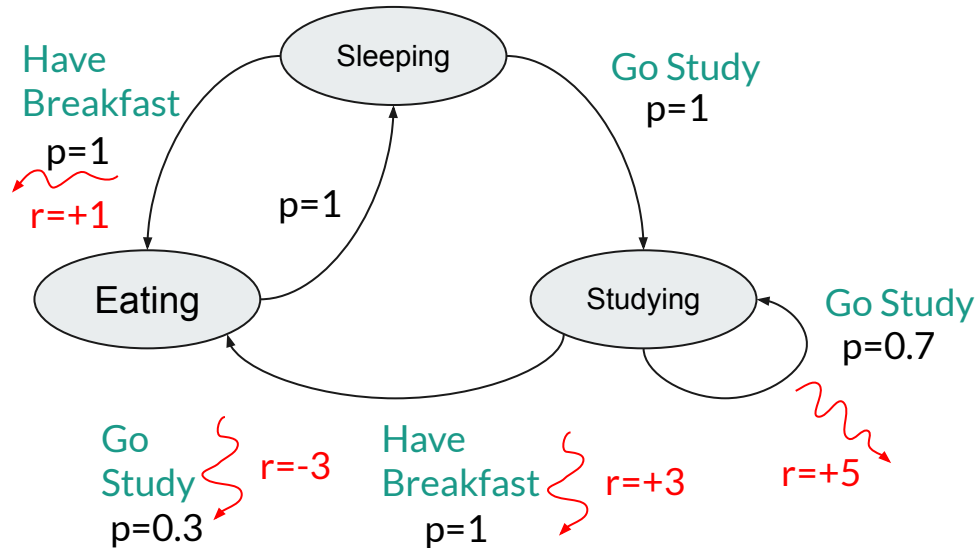 Sleeping
Have
Breakfast
p=1
r=+1
Go Study
p=1
p=1
Eating
Studying
Go Study
p=0.7
r=+5
Go
Study
p=0.3
r=-3
Have
Breakfast
p=1
r=+3